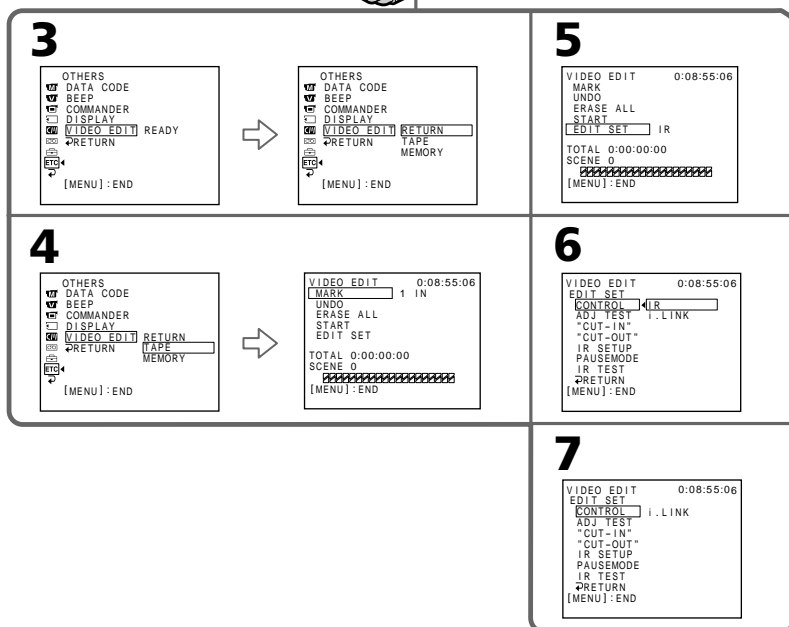 3
OTHERS
DATA CODE
BEEP
COMMANDER
DISPLAY
VIDEO EDIT READY
RETURN
ETC
[MENU] : END
OTHERS
DATA CODE
BEEP
COMMANDER
DISPLAY
VIDEO EDIT RETURN
RETURN TAPE
MEMORY
ETC
[MENU] : END
4
OTHERS
DATA CODE
BEEP
COMMANDER
DISPLAY
VIDEO EDIT RETURN
RETURN TAPE
MEMORY
ETC
[MENU] : END
VIDEO EDIT 0:08:55:06
MARK 1 IN
UNDO
ERASE ALL
START
EDIT SET
TOTAL 0:00:00:00
SCENE 0
[MENU] : END
5
VIDEO EDIT 0:08:55:06
MARK
UNDO
ERASE ALL
START
EDIT SET IR
TOTAL 0:00:00:00
SCENE 0
[MENU] : END
6
VIDEO EDIT 0:08:55:06
EDIT SET
CONTROL IR
ADJ TEST i.LINK
"CUT-IN"
"CUT-OUT"
IR SETUP
PAUSEMODE
IR TEST
RETURN
[MENU] : END
7
VIDEO EDIT 0:08:55:06
EDIT SET
CONTROL i.LINK
ADJ TEST
"CUT-IN"
"CUT-OUT"
IR SETUP
PAUSEMODE
IR TEST
RETURN
[MENU] : END